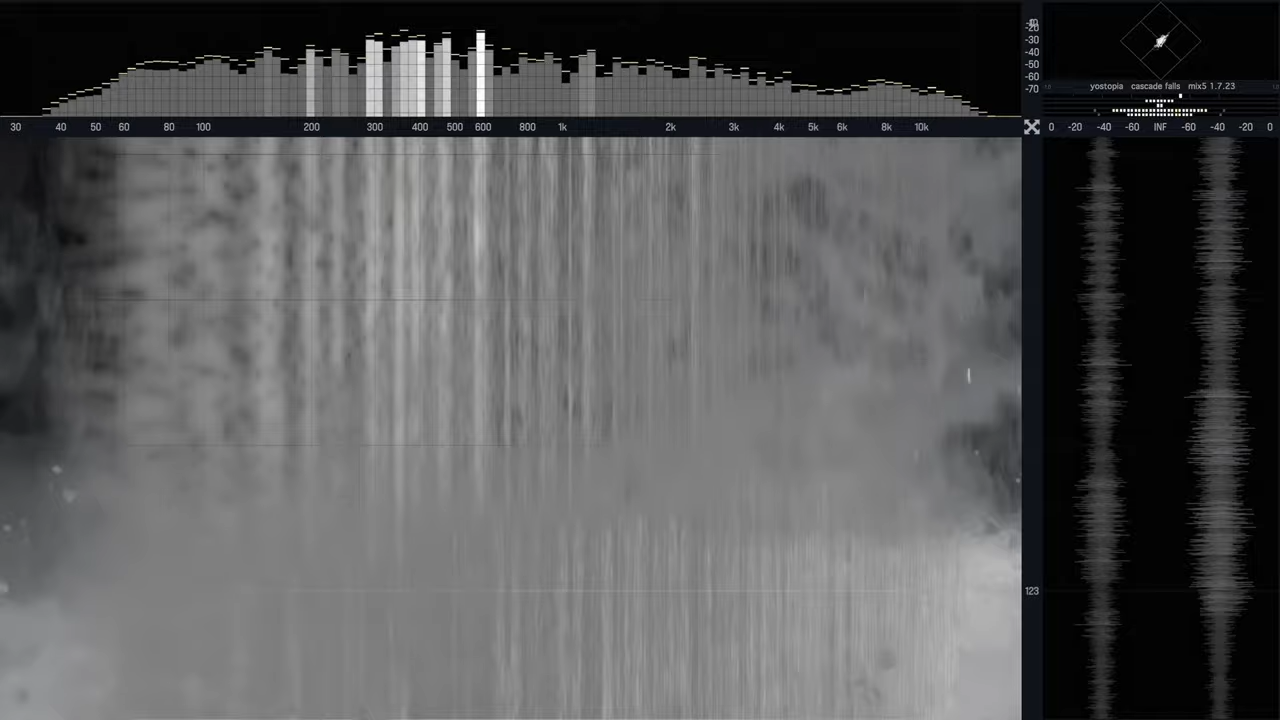 -20
-30
-40
-50
-60
-70
yostopia cascade falls mix5 1.7.23
30 40 50 60 80 100 200 300 400 500 600 800 1k 2k 3k 4k 5k 6k 8k 10k
0 -20 -40 -60 INF -60 -40 -20 0
123